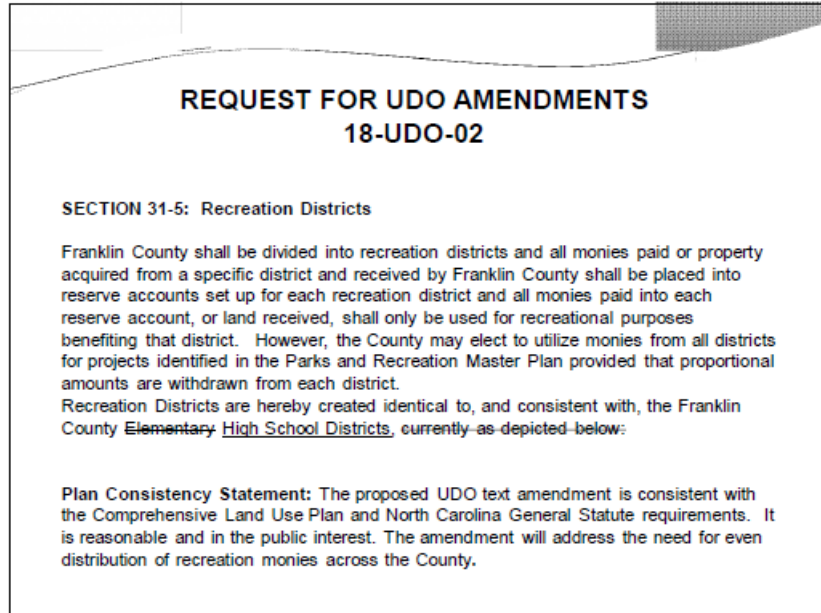 REQUEST FOR UDO AMENDMENTS
18-UDO-02
SECTION 31-5: Recreation Districts
Franklin County shall be divided into recreation districts and all monies paid or property
acquired from a specific district and received by Franklin County shall be placed into
reserve accounts set up for each recreation district and all monies paid into each
reserve account, or land received, shall only be used for recreational purposes
benefiting that district. However, the County may elect to utilize monies from all districts
for projects identified in the Parks and Recreation Master Plan provided that proportional
amounts are withdrawn from each district.
Recreation Districts are hereby created identical to, and consistent with, the Franklin
County Elementary High School Districts, currently as depicted below:
Plan Consistency Statement: The proposed UDO text amendment is consistent with
the Comprehensive Land Use Plan and North Carolina General Statute requirements. It
is reasonable and in the public interest. The amendment will address the need for even
distribution of recreation monies across the County.